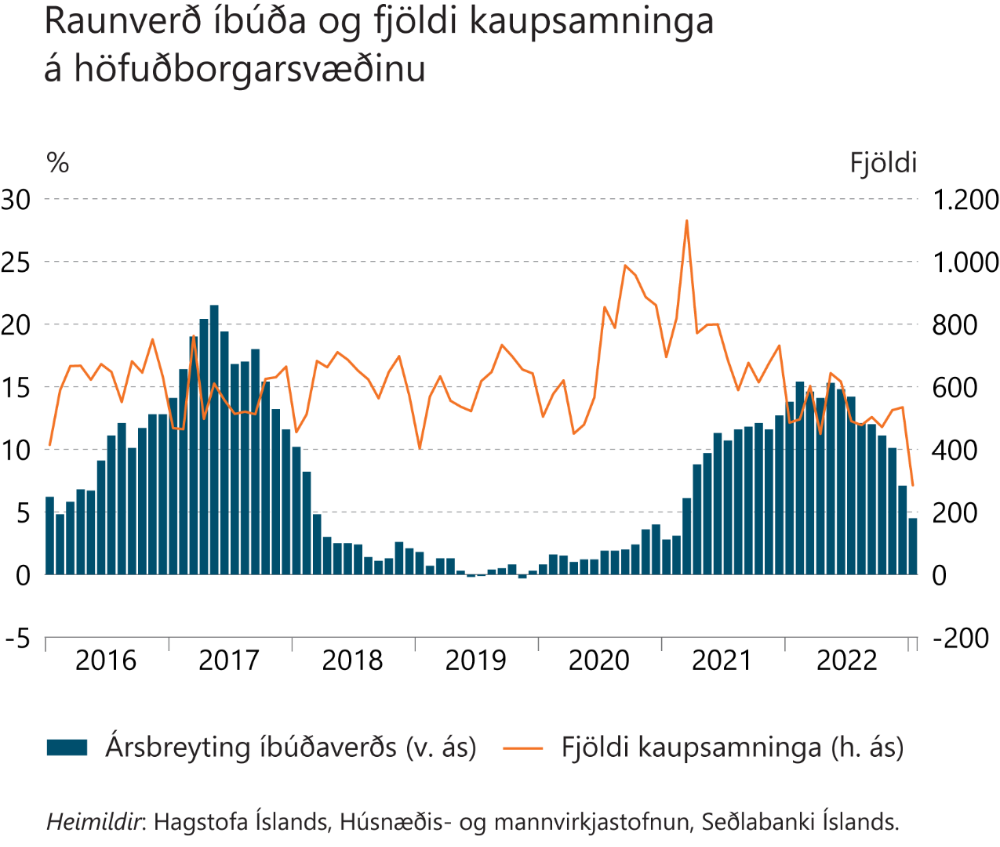 Raunverð íbúða og fjöldi kaupsamninga
á höfuðborgarsvæðinu
% Fjöldi
30 1.200
25 1.000
20 800
15 600
10 400
5 200
0 0
-5 -200
2016 2017 2018 2019 2020 2021 2022
Ársbreyting íbúðaverðs (v. ás) Fjöldi kaupsamninga (h. ás)
Heimildir: Hagstofa Íslands, Húsnæðis- og mannvirkjastofnun, Seðlabanki Íslands.